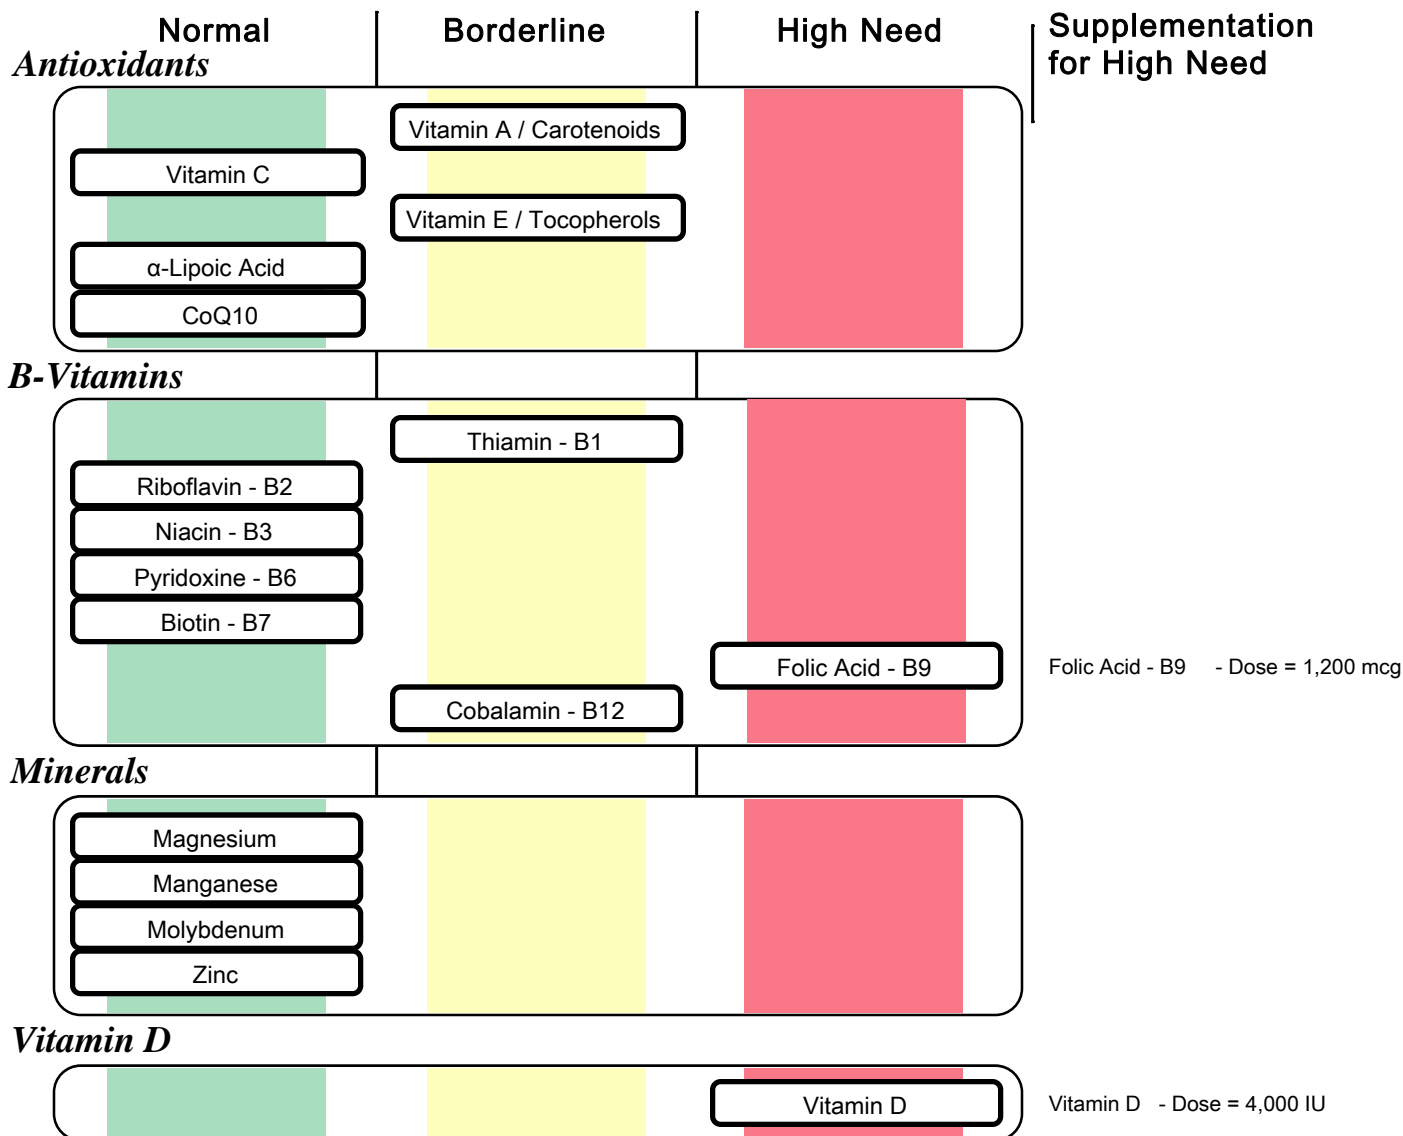 Normal
Borderline
High Need
Supplementation
for High Need
Antioxidants
Vitamin A / Carotenoids
Vitamin C
Vitamin E / Tocopherols
α-Lipoic Acid
CoQ10
B-Vitamins
Thiamin - B1
Riboflavin - B2
Niacin - B3
Pyridoxine - B6
Biotin - B7
Folic Acid - B9
Folic Acid - B9 - Dose = 1,200 mcg
Cobalamin - B12
Minerals
Magnesium
Manganese
Molybdenum
Zinc
Vitamin D
Vitamin D
Vitamin D - Dose = 4,000 IU